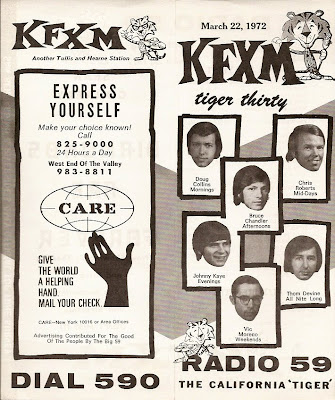 KFXM
Another Tullis and Hearne Station
EXPRESS
YOURSELF
Make your choice known!
Call
825-9000
24 Hours a Day
West End Of The Valley
983-8811
CARE
GIVE
THE WORLD
A HELPING
HAND
MAIL YOUR CHECK.
CARE—New York 10016 or Area Offices
Advertising Contributed For The Good
Of The People By The Big 59
DIAL 590
March 22, 1972
KFXM
tiger thirty
Doug
Collins
Mornings
Chris
Roberts
Mid-Days
Bruce
Chandler
Afternoons
Johnny Kaye
Evenings
Thom Devine
All Nite Long
Vic
Moreen
Weekends
RADIO 59
THE CALIFORNIA 'TIGER'